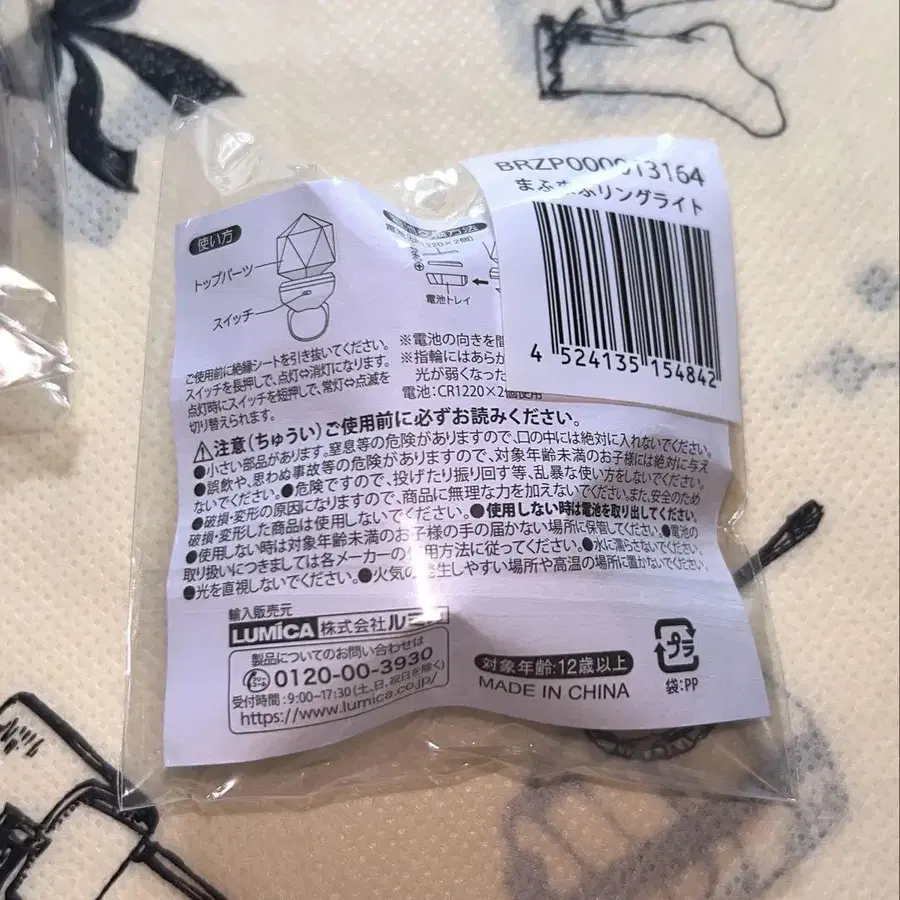 BRZP000013164
まふまふリングライト
4 524135 154842
使い方
トップパーツ
スイッチ
1220×2個)
電池トレイ
ご使用前に絶縁シートを引き抜いてください。
スイッチを長押しで、点灯⇔消灯になります。
点灯時にスイッチを短押しで、常灯⇔点滅を
切り替えられます。
※電池の向きを間
※指輪にはあらか
光が弱くなった
電池:CR1220×2個使用
⚠注意(ちゅうい)ご使用前に必ずお読みください。
●小さい部品があります。窒息等の危険がありますので、口の中には絶対に入れないでください。
●誤飲や、思わぬ事故等の危険がありますので、対象年齢未満のお子様には絶対に与え
ないでください。●危険ですので、投げたり振り回す等、乱暴な使い方をしないでください。
●破損・変形の原因になりますので、商品に無理な力を加えないでください。また、安全のため
破損・変形した商品は使用しないでください。●使用しない時は電池を取り出してください。
●使用しない時は対象年齢未満のお子様の手の届かない場所に保管してください。●電池の
取り扱いにつきましては各メーカーの使用方法に従ってください。●水に濡らさないでください。
●光を直視しないでください。●火気の発生しやすい場所や高温の場所に置かないでください。
輸入販売元
LUMICA 株式会社ルミカ
製品についてのお問い合わせは
0120-00-3930
受付時間:9:00~17:30(土、日、祝日を除く)
https://www.lumica.co.jp/
対象年齢:12歳以上
MADE IN CHINA
プラ
袋:PP